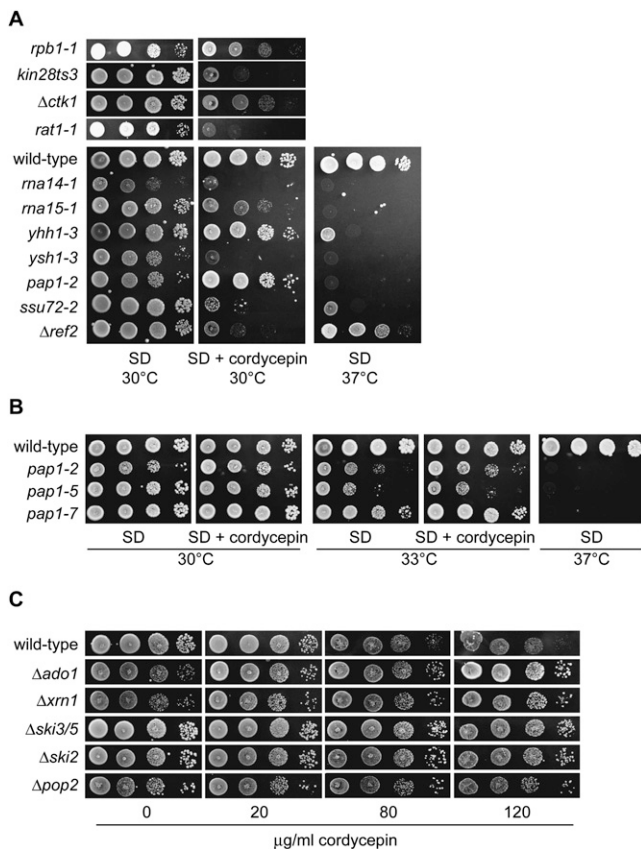 A
rpb1-1
kin28ts3
Δctk1
rat1-1
wild-type
rna14-1
rna15-1
yhh1-3
ysh1-3
pap1-2
ssu72-2
Δref2
SD SD + cordycepin SD
30°C 30°C 37°C
B
wild-type
pap1-2
pap1-5
pap1-7
SD SD + cordycepin SD SD + cordycepin SD
30°C 33°C 37°C
C
wild-type
Δado1
Δxrn1
Δski3/5
Δski2
Δpop2
0 20 80 120
µg/ml cordycepin